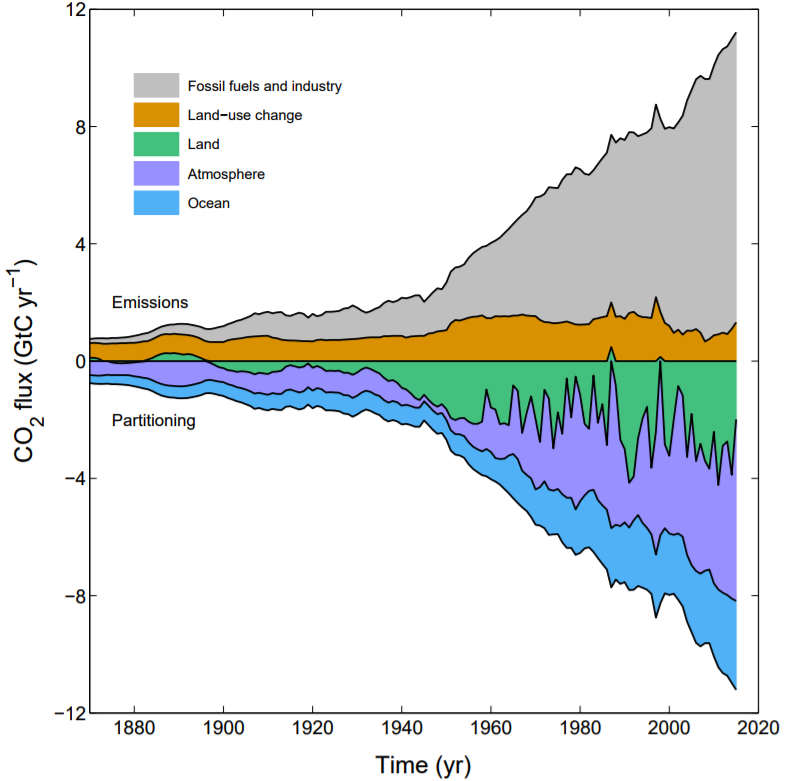 12
8
4
0
−4
−8
−12
Fossil fuels and industry
Land−use change
Land
Atmosphere
Ocean
Emissions
Partitioning
CO2 flux (GtC yr−1)
1880 1900 1920 1940 1960 1980 2000 2020
Time (yr)